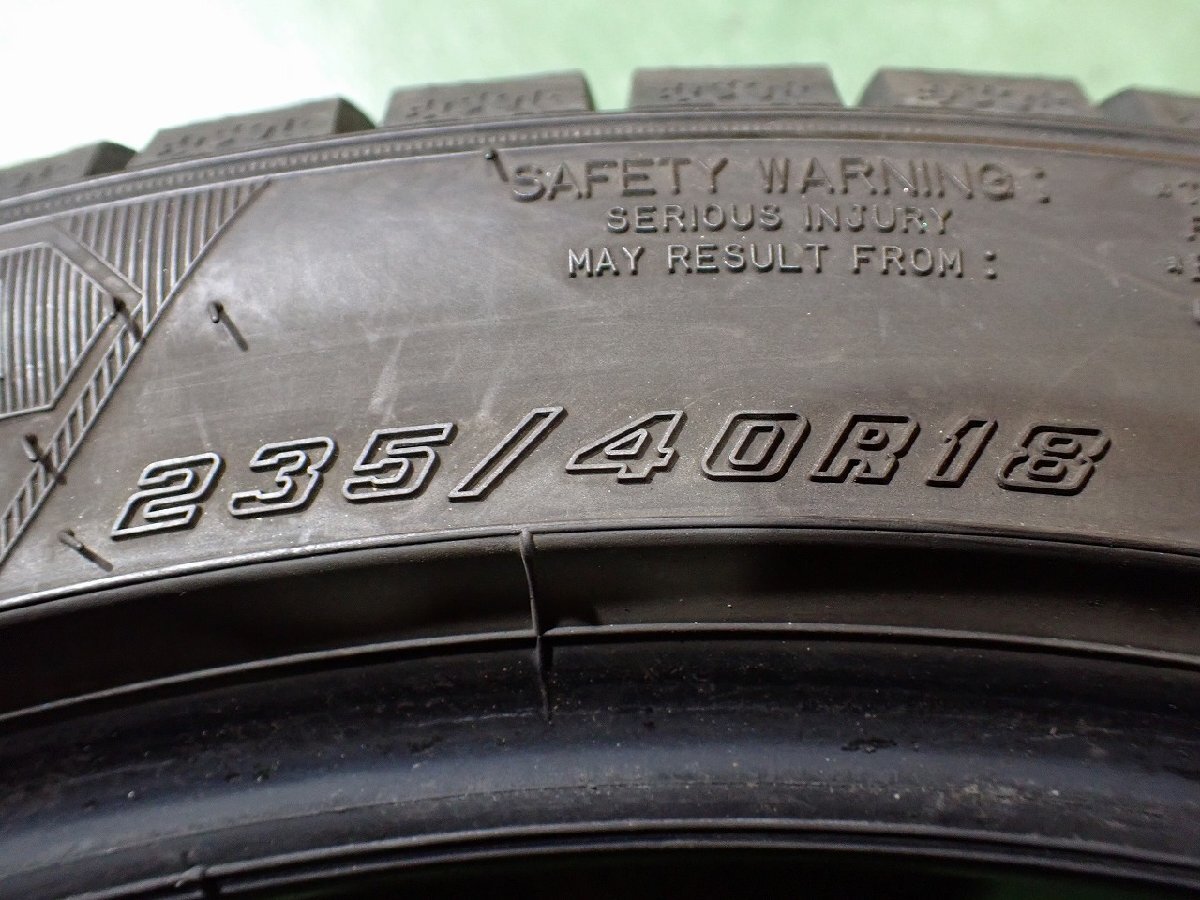 SAFETY WARNING:
SERIOUS INJURY
MAY RESULT FROM:
235/40R18